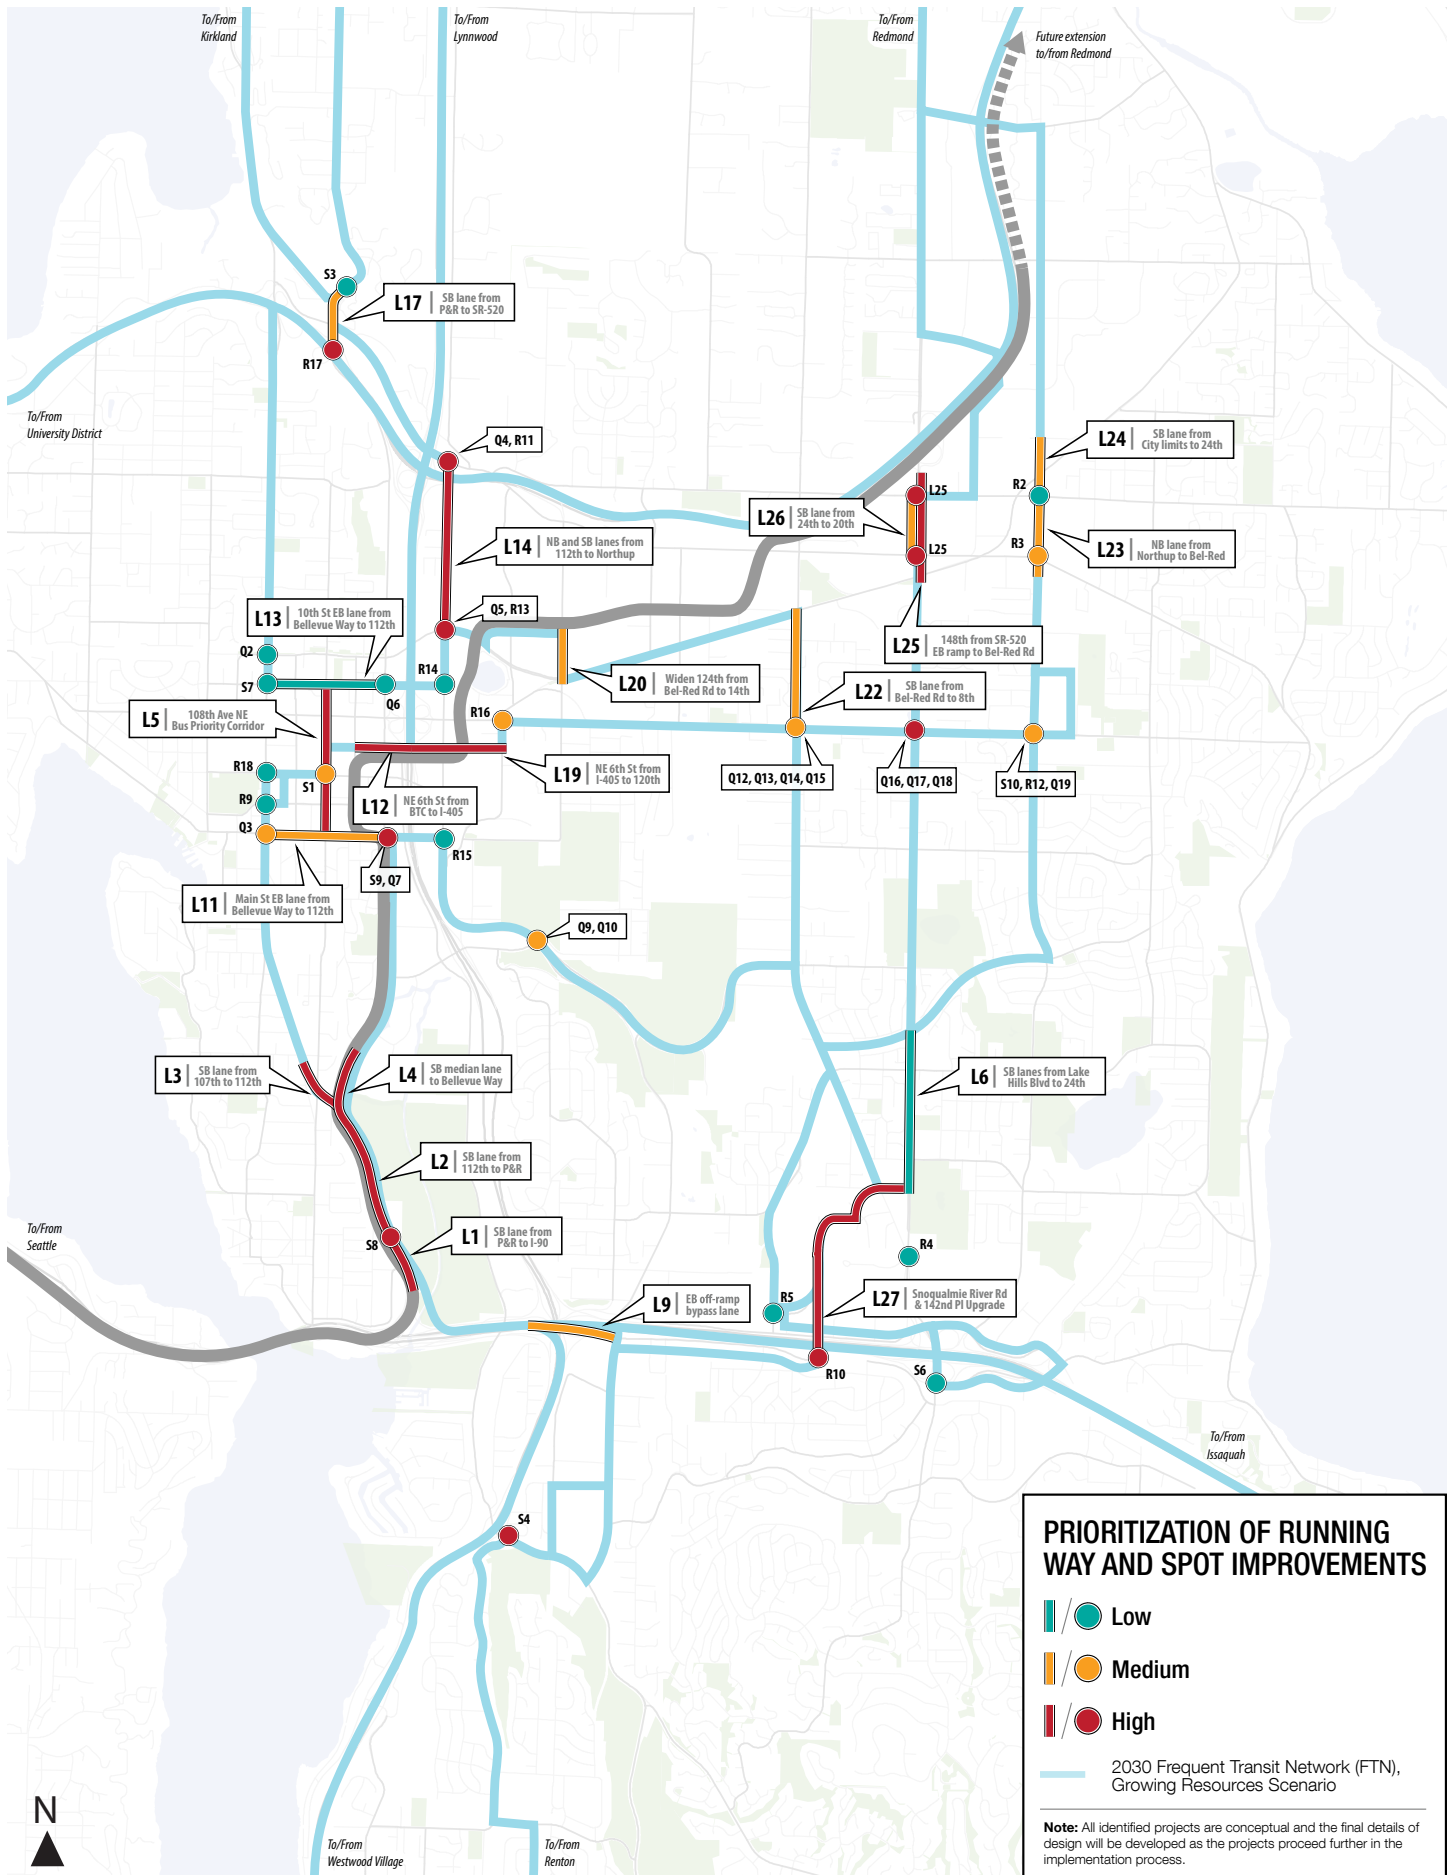 To/From
Kirkland
To/From
Lynnwood
To/From
Redmond
Future extension
to/from Redmond
S3
L17
SB lane from
P&R to SR-520
R17
To/From
University District
Q4, R11
L24
SB lane from
City limits to 24th
L25
R2
L26
SB lane from
24th to 20th
L14
NB and SB lanes from
112th to Northup
L25
R3
L23
NB lane from
Northup to Bel-Red
L13
10th St EB lane from
Bellevue Way to 112th
Q5, R13
L25
148th from SR-520
EB ramp to Bel-Red Rd
Q2
S7
Q6
R14
L20
Widen 124th from
Bel-Red Rd to 14th
L22
SB lane from
Bel-Red Rd to 8th
L5
108th Ave NE
Bus Priority Corridor
R16
R18
S1
L19
NE 6th St from
I-405 to 120th
Q12, Q13, Q14, Q15
Q16, Q17, Q18
S10, R12, Q19
R9
L12
NE 6th St from
BTC to I-405
Q3
R15
S9, Q7
L11
Main St EB lane from
Bellevue Way to 112th
Q9, Q10
L3
SB lane from
107th to 112th
L4
SB median lane
to Bellevue Way
L6
SB lanes from Lake
Hills Blvd to 24th
L2
SB lane from
112th to P&R
To/From
Seattle
S8
L1
SB lane from
P&R to I-90
R4
L9
EB off-ramp
bypass lane
R5
L27
Snoqualmie River Rd
& 142nd Pl Upgrade
R10
S6
To/From
Issaquah
S4
PRIORITIZATION OF RUNNING
WAY AND SPOT IMPROVEMENTS
Low
Medium
High
2030 Frequent Transit Network (FTN),
Growing Resources Scenario
Note: All identified projects are conceptual and the final details of
design will be developed as the projects proceed further in the
implementation process.
N
To/From
Westwood Village
To/From
Renton